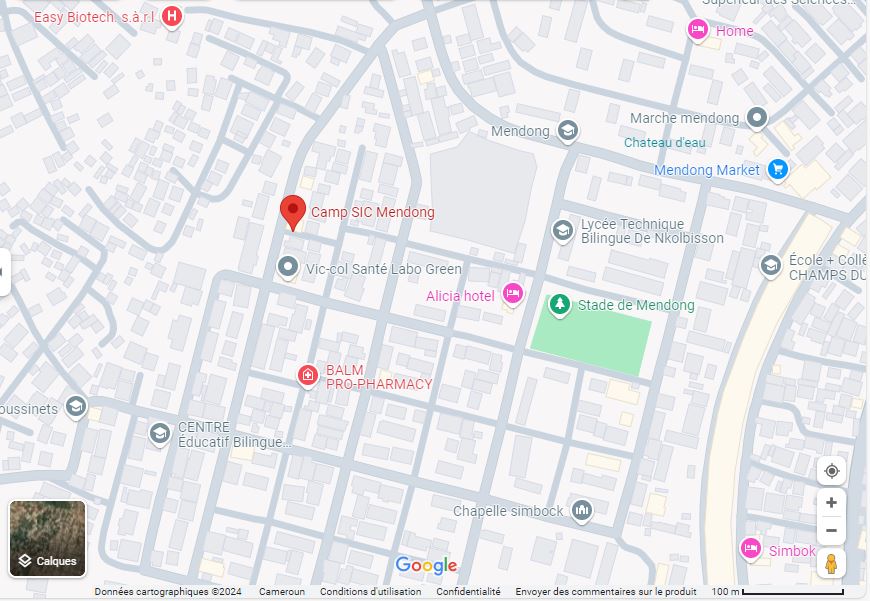 Supérieur des Sciences...
Easy Biotech. s.à.r.l
H
Home
Marche mendong
Mendong
Chateau d'eau
Mendong Market
Camp SIC Mendong
Lycée Technique
Bilingue De Nkolbisson
École + Collè
CHAMPS DU
Vic-col Santé Labo Green
Alicia hotel
Stade de Mendong
BALM
PRO-PHARMACY
oussinets
CENTRE
Éducatif Bilingue...
Chapelle simbock
Simbok
Calques
Google
Données cartographiques ©2024 Cameroun Conditions d'utilisation Confidentialité Envoyer des commentaires sur le produit 100 m